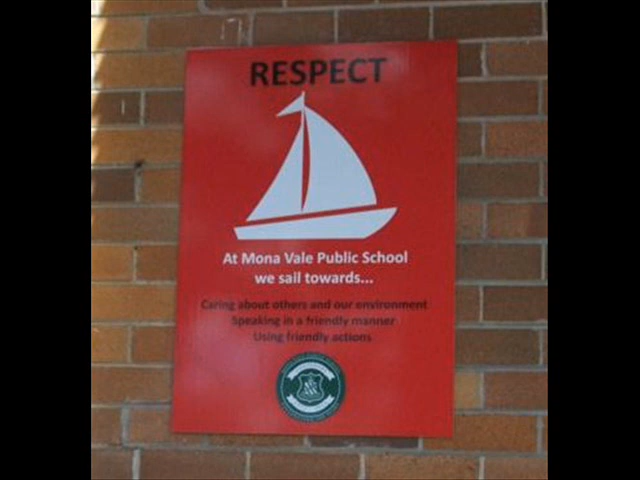 RESPECT
At Mona Vale Public School
we sail towards...
Caring about others and our environment
Speaking in a friendly manner
Using friendly actions